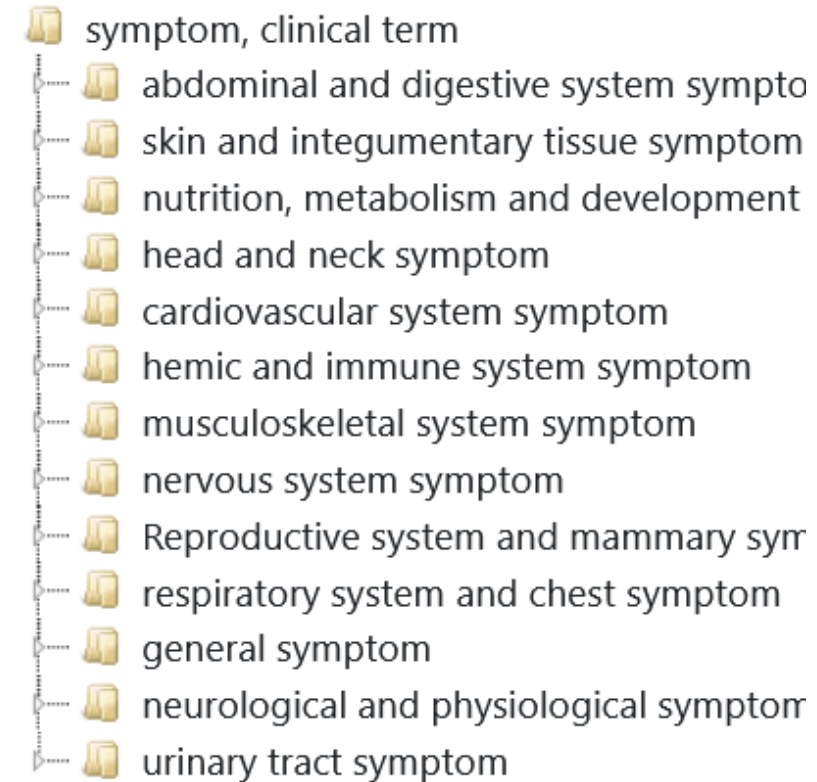 symptom, clinical term
abdominal and digestive system sympto
skin and integumentary tissue symptom
nutrition, metabolism and development
head and neck symptom
cardiovascular system symptom
hemic and immune system symptom
musculoskeletal system symptom
nervous system symptom
Reproductive system and mammary sym
respiratory system and chest symptom
general symptom
neurological and physiological symptom
urinary tract symptom